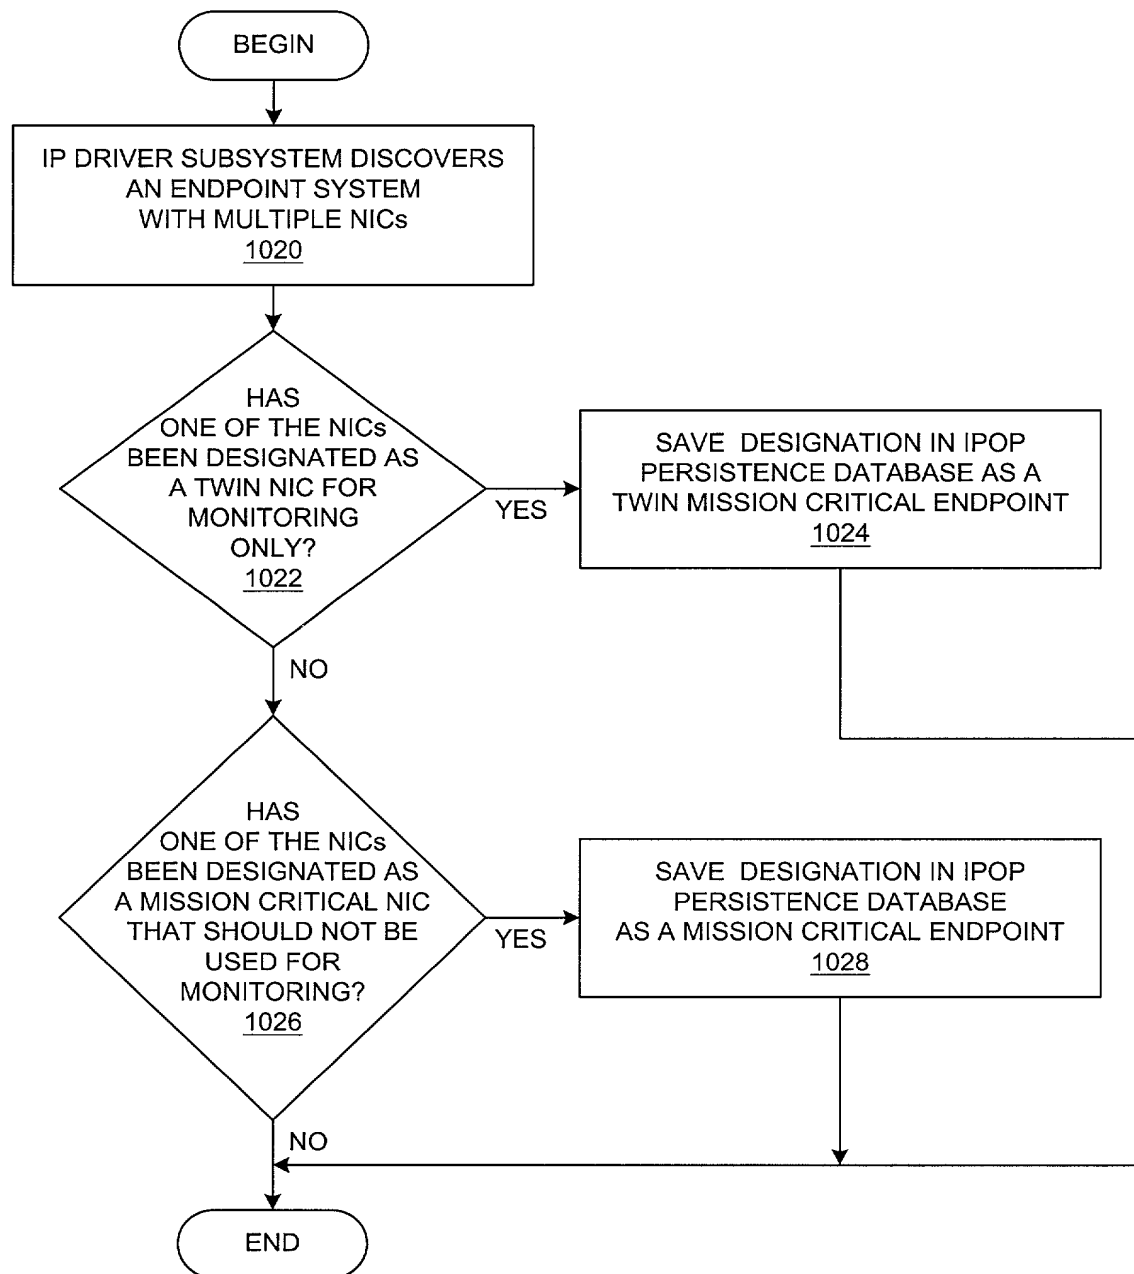 BEGIN
IP DRIVER SUBSYSTEM DISCOVERS
AN ENDPOINT SYSTEM
WITH MULTIPLE NICs
1020
HAS
ONE OF THE NICs
BEEN DESIGNATED AS
A TWIN NIC FOR
MONITORING
ONLY?
1022
YES
SAVE DESIGNATION IN IPOP
PERSISTENCE DATABASE AS A
TWIN MISSION CRITICAL ENDPOINT
1024
NO
HAS
ONE OF THE NICs
BEEN DESIGNATED AS
A MISSION CRITICAL NIC
THAT SHOULD NOT BE
USED FOR
MONITORING?
1026
YES
SAVE DESIGNATION IN IPOP
PERSISTENCE DATABASE
AS A MISSION CRITICAL ENDPOINT
1028
NO
END